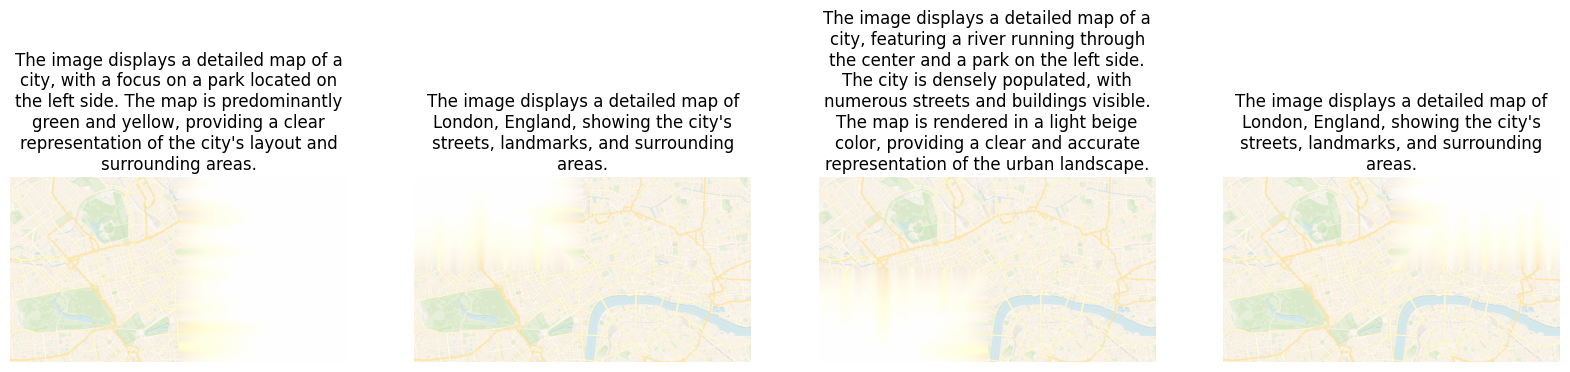 The image displays a detailed map of a
city, with a focus on a park located on
the left side. The map is predominantly
green and yellow, providing a clear
representation of the city's layout and
surrounding areas.
The image displays a detailed map of
London, England, showing the city's
streets, landmarks, and surrounding
areas.
The image displays a detailed map of a
city, featuring a river running through
the center and a park on the left side.
The city is densely populated, with
numerous streets and buildings visible.
The map is rendered in a light beige
color, providing a clear and accurate
representation of the urban landscape.
The image displays a detailed map of
London, England, showing the city's
streets, landmarks, and surrounding
areas.